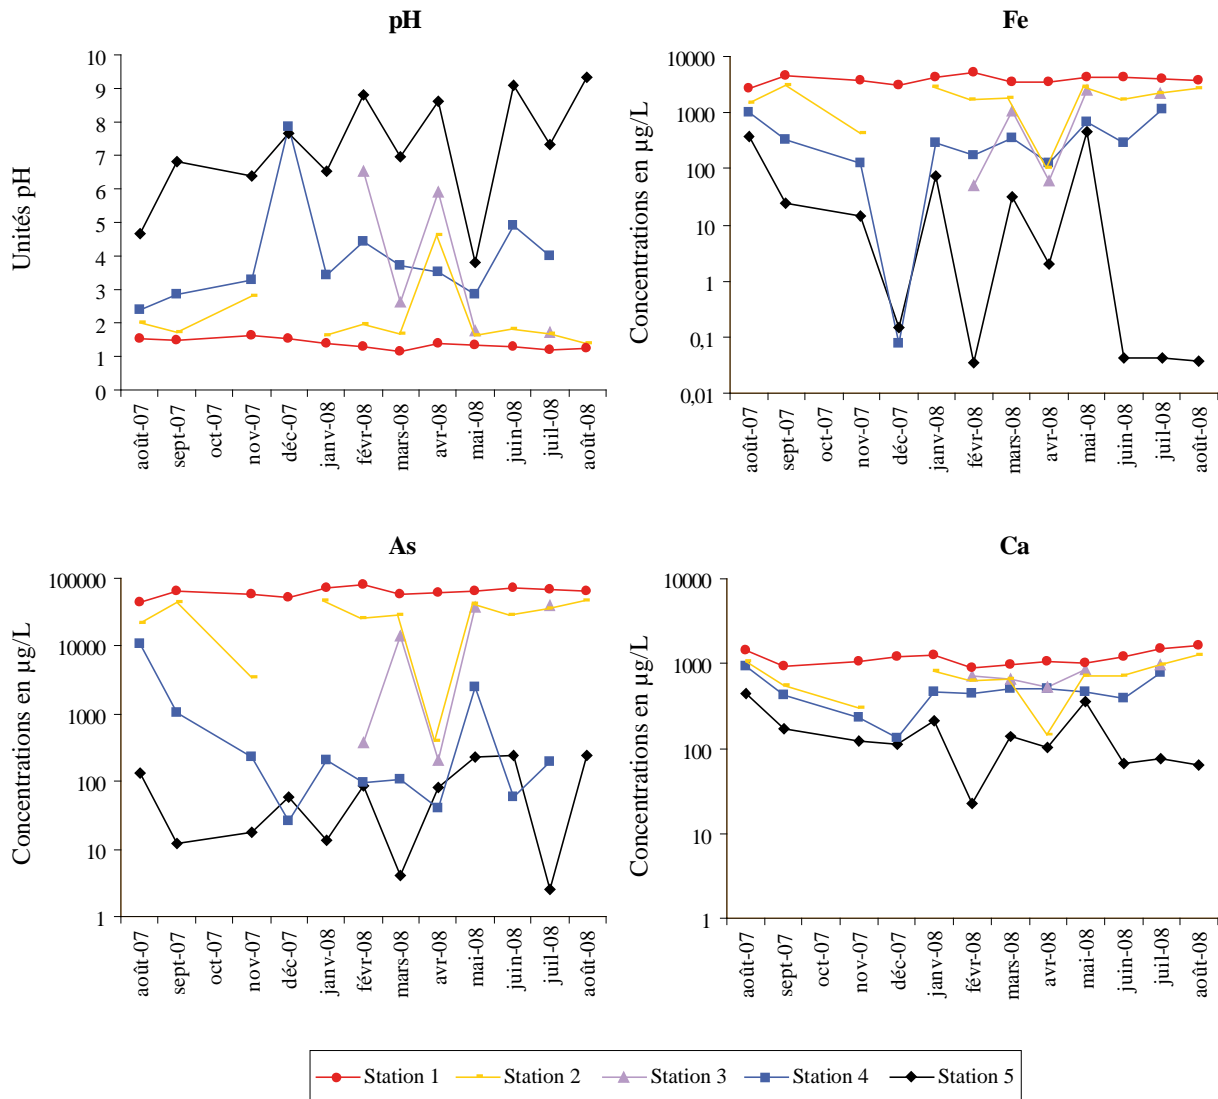 pH
Unités pH
10
9
8
7
6
5
4
3
2
1
0
août-07
sept-07
oct-07
nov-07
déc-07
janv-08
févr-08
mars-08
avr-08
mai-08
juin-08
juil-08
août-08
Fe
Concentrations en µg/L
10000
1000
100
10
1
0,1
0,01
août-07
sept-07
oct-07
nov-07
déc-07
janv-08
févr-08
mars-08
avr-08
mai-08
juin-08
juil-08
août-08
As
Concentrations en µg/L
100000
10000
1000
100
10
1
août-07
sept-07
oct-07
nov-07
déc-07
janv-08
févr-08
mars-08
avr-08
mai-08
juin-08
juil-08
août-08
Ca
Concentrations en µg/L
10000
1000
100
10
1
août-07
sept-07
oct-07
nov-07
déc-07
janv-08
févr-08
mars-08
avr-08
mai-08
juin-08
juil-08
août-08
Station 1 Station 2 Station 3 Station 4 Station 5